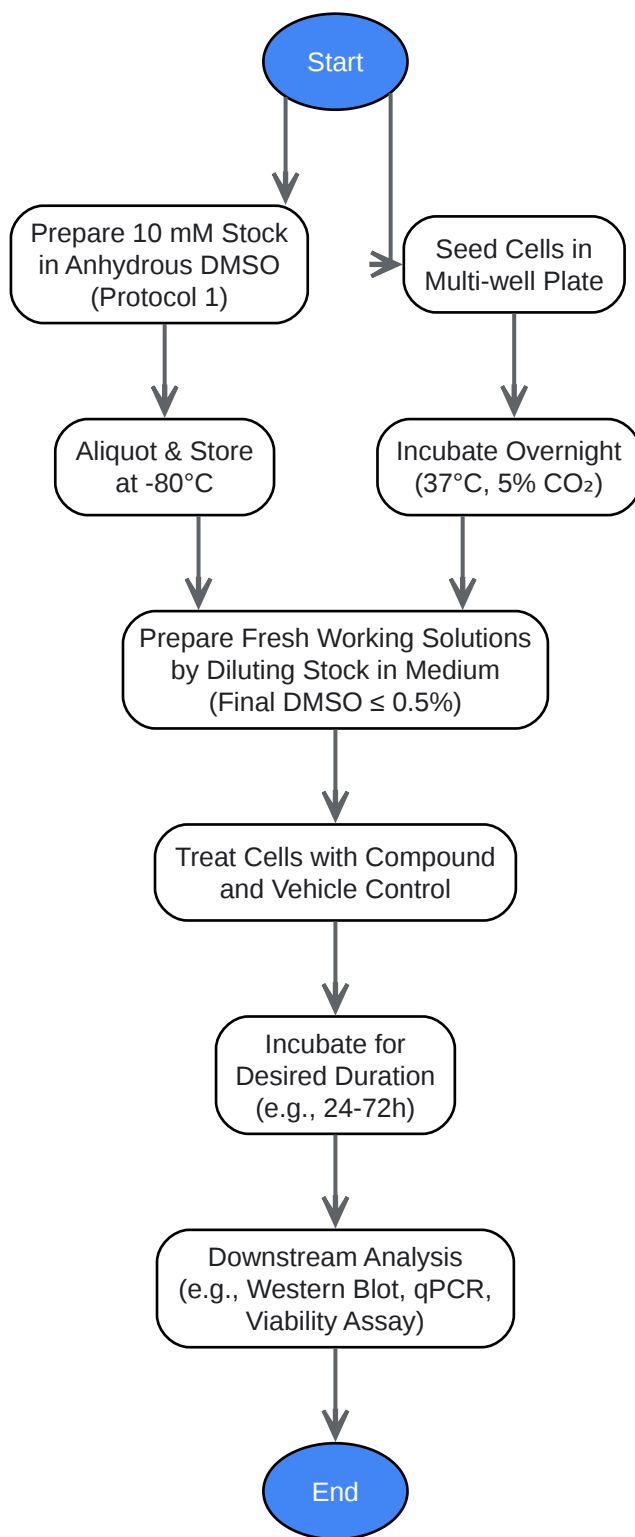 Start
Prepare 10 mM Stock
in Anhydrous DMSO
(Protocol 1)
Seed Cells in
Multi-well Plate
Aliquot & Store
at -80°C
Incubate Overnight
(37°C, 5% CO₂)
Prepare Fresh Working Solutions
by Diluting Stock in Medium
(Final DMSO ≤ 0.5%)
Treat Cells with Compound
and Vehicle Control
Incubate for
Desired Duration
(e.g., 24-72h)
Downstream Analysis
(e.g., Western Blot, qPCR,
Viability Assay)
End